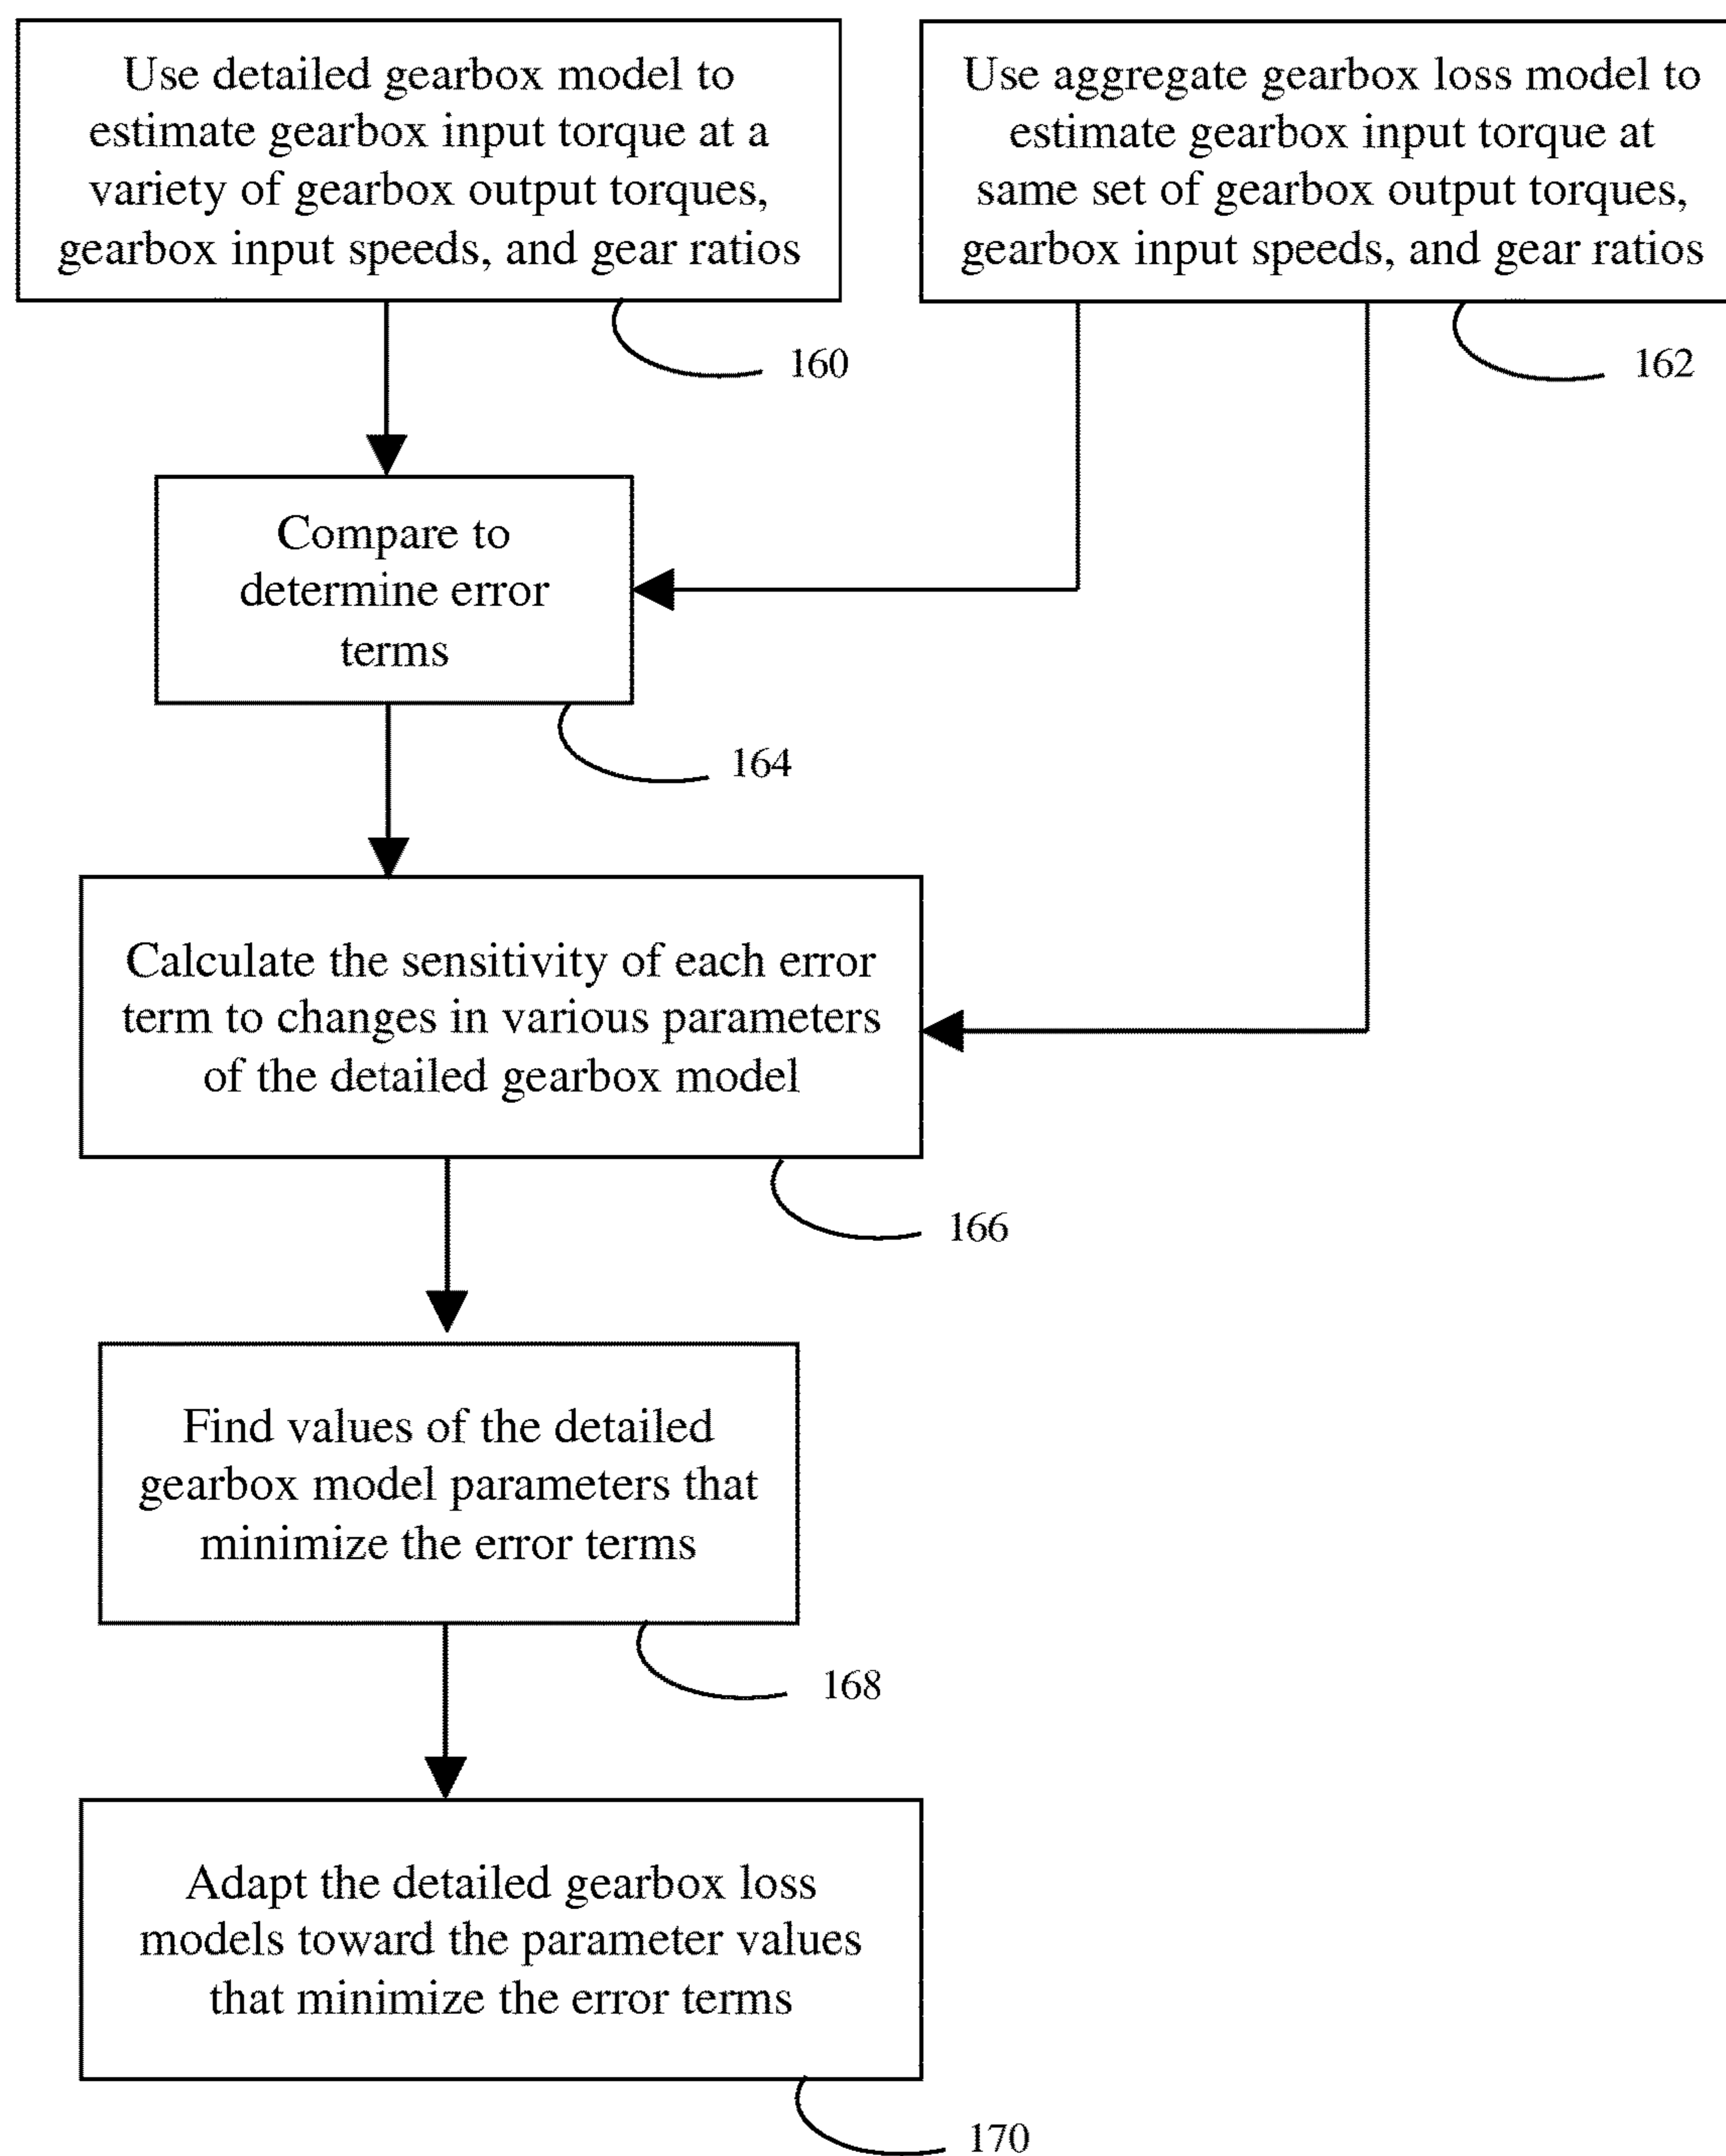 Use detailed gearbox model to
estimate gearbox input torque at a
variety of gearbox output torques,
gearbox input speeds, and gear ratios
160
Use aggregate gearbox loss model to
estimate gearbox input torque at
same set of gearbox output torques,
gearbox input speeds, and gear ratios
162
Compare to
determine error
terms
164
Calculate the sensitivity of each error
term to changes in various parameters
of the detailed gearbox model
166
Find values of the detailed
gearbox model parameters that
minimize the error terms
168
Adapt the detailed gearbox loss
models toward the parameter values
that minimize the error terms
170